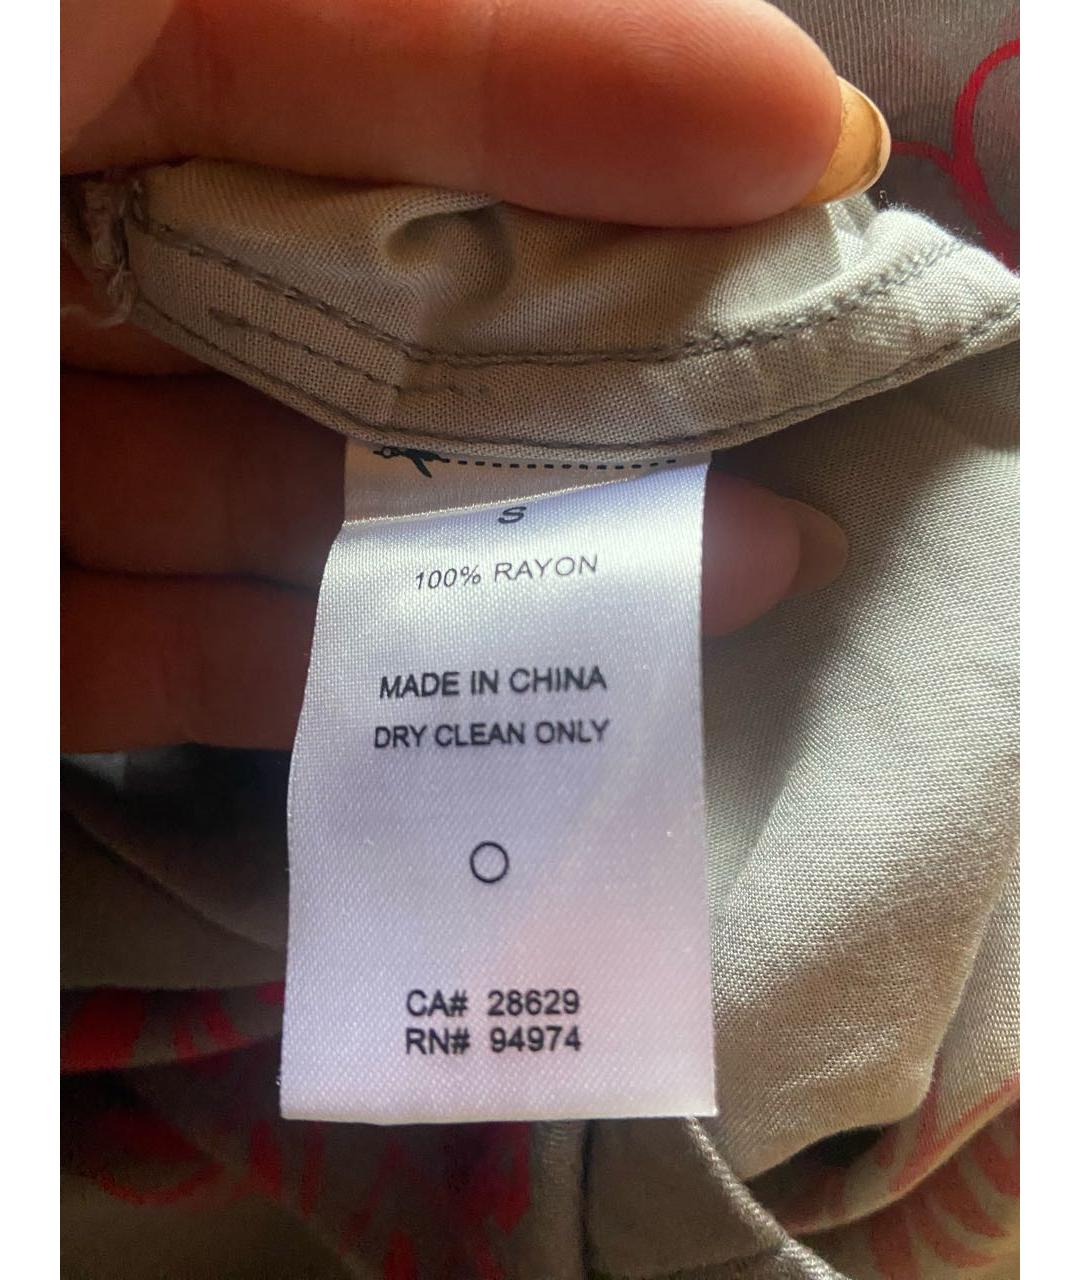 S
100% RAYON
MADE IN CHINA
DRY CLEAN ONLY
CA# 28629
RN# 94974